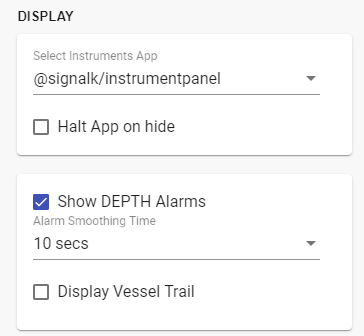 DISPLAY
Select Instruments App
@signalk/instrumentpanel
Halt App on hide
Show DEPTH Alarms
Alarm Smoothing Time
10 secs
Display Vessel Trail